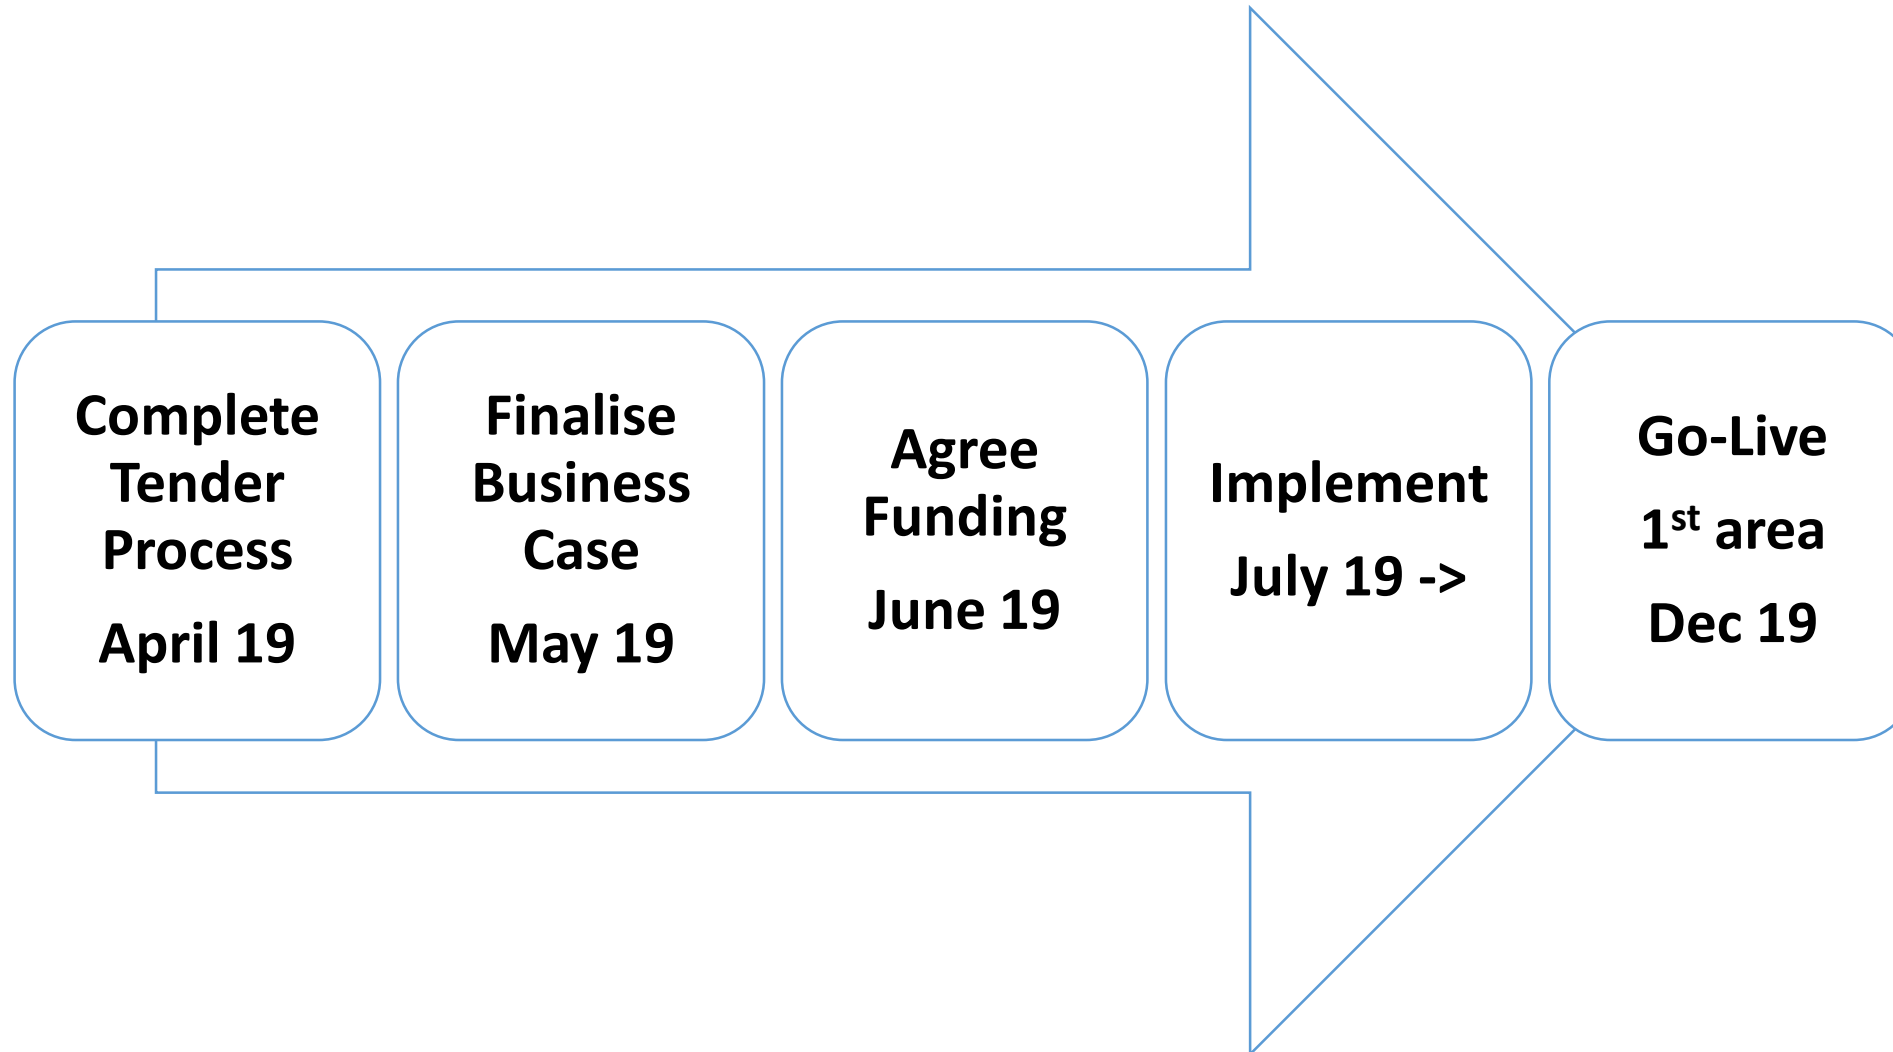 Complete
Tender
Process
April 19
Finalise
Business
Case
May 19
Agree
Funding
June 19
Implement
July 19 ->
Go-Live
1st area
Dec 19